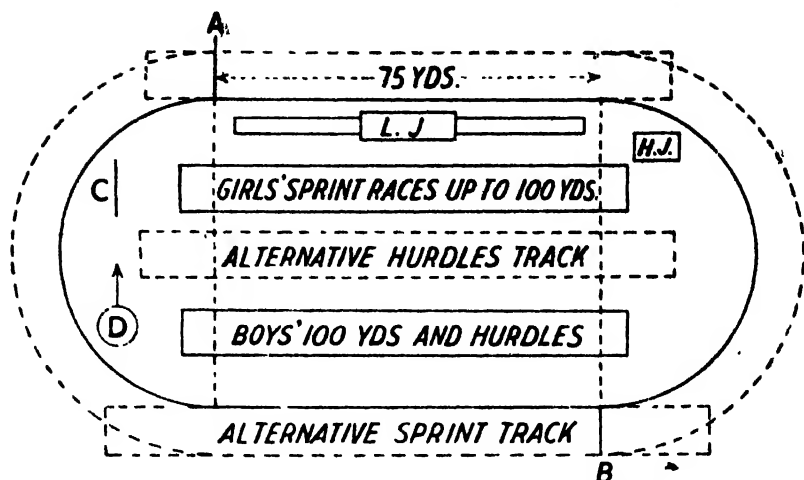 A
75 YDS.
L. J
H.J.
C
GIRLS' SPRINT RACES UP TO 100 YDS.
ALTERNATIVE HURDLES TRACK
D
BOYS' 100 YDS AND HURDLES
ALTERNATIVE SPRINT TRACK
B